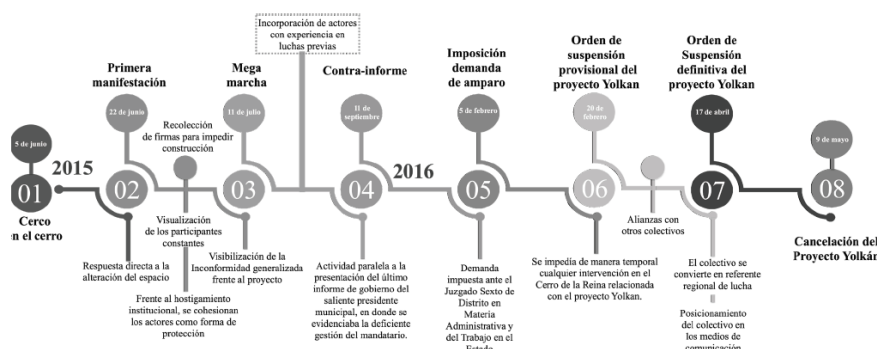 Incorporación de actores
con experiencia en
luchas previas
Primera
manifestación
Mega
marcha
Contra-informe
Imposición
demanda
de amparo
Orden de
suspensión
provisional del
proyecto Yolkan
Orden de
Suspensión
definitiva del
proyecto Yolkan
5 de junio
22 de junio
11 de julio
11 de
septiembre
5 de febrero
20 de
febrero
17 de abril
9 de mayo
Recolección
de firmas para impedir
construcción
2015
2016
01
02
03
04
05
06
07
08
Cerco
en el cerro
Visualización
de los participantes
constantes
Alianzas con
otros colectivos
Cancelación del
Proyecto Yolkán
Respuesta directa a la
alteración del espacio
Visibilización de la
Inconformidad generalizada
frente al proyecto
Actividad paralela a la
presentación del último
informe de gobierno del
saliente presidente
municipal, en donde se
evidenciaba la deficiente
gestión del mandatario.
Demanda
impuesta ante el
Juzgado Sexto de
Distrito en
Materia
Administrativa y
del Trabajo en el
Estado
Se impedía de manera temporal
cualquier intervención en el
Cerro de la Reina relacionada
con el proyecto Yolkan.
El colectivo se
convierte en referente
regional de lucha
Frente al hostigamiento
institucional, se cohesionan
los actores como forma de
protección
Posicionamiento
del colectivo en
los medios de
comunicación